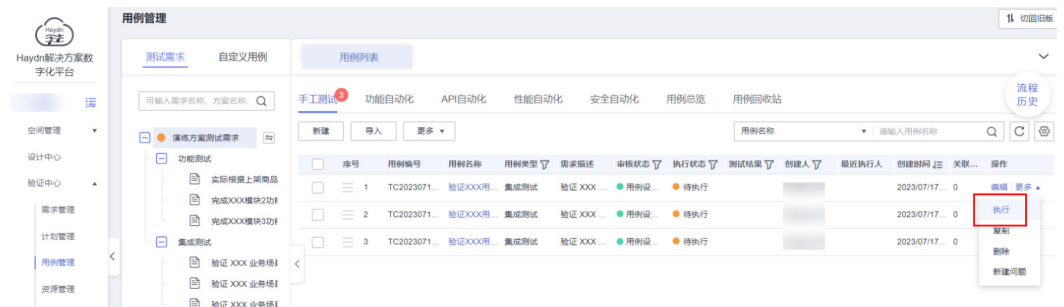 用例管理
切回旧版
Haydn
Haydn解决方案数
字化平台
测试需求 自定义用例
用例列表
流程
历史
可输入需求名称、方案名称、
手工测试 3 功能自动化 API自动化 性能自动化 安全自动化 用例总览 用例回收站
空间管理
演练方案测试需求
新建 导入 更多
用例名称 请输入用例名称
设计中心
功能测试
序号 用例编号 用例名称 用例类型 需求描述 审核状态 执行状态 测试结果 创建人 最近执行人 创建时间 关联... 操作
验证中心
实际根据上架商品
1 TC2023071... 验证XXX用... 集成测试 验证 XXX ... 用例设... 待执行 2023/07/17... 0 编辑 更多
需求管理
完成XXX模块2功能
执行
2 TC2023071... 验证XXX用... 集成测试 验证 XXX ... 用例设... 待执行 2023/07/17... 0
计划管理
完成XXX模块3功能
复制
集成测试
3 TC2023071... 验证XXX用... 集成测试 验证 XXX ... 用例设... 待执行 2023/07/17... 0
删除
用例管理
验证 XXX 业务场景
新建问题
资源管理
验证 XXX 业务场景
验证 XXX 业务场景